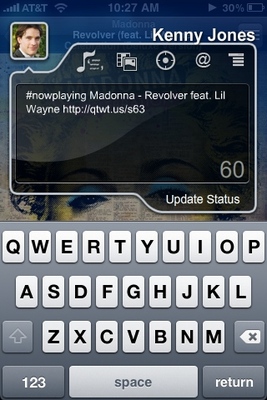 AT&T 10:27 AM 30%
Madonna
Revolver (feat.
Kenny Jones
@
#nowplaying Madonna - Revolver feat. Lil
Wayne http://qtwt.us/s63
60
Update Status
Q W E R T Y U I O P
A S D F G H J K L
Z X C V B N M
123 space return